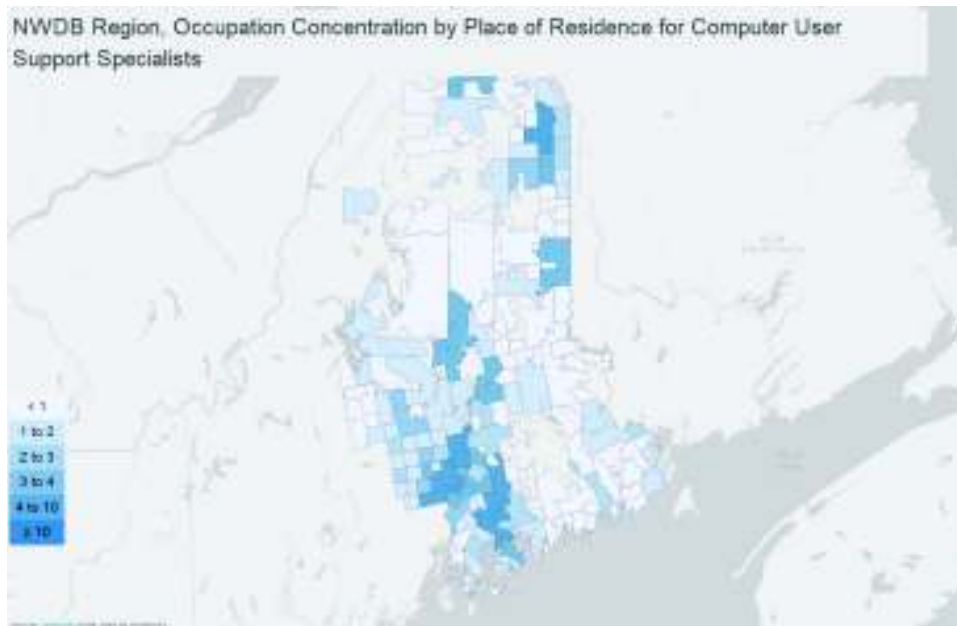 NWDB Region, Occupation Concentration by Place of Residence for Computer User
Support Specialists
< 1
1 to 2
2 to 3
3 to 4
4 to 10
≥ 10